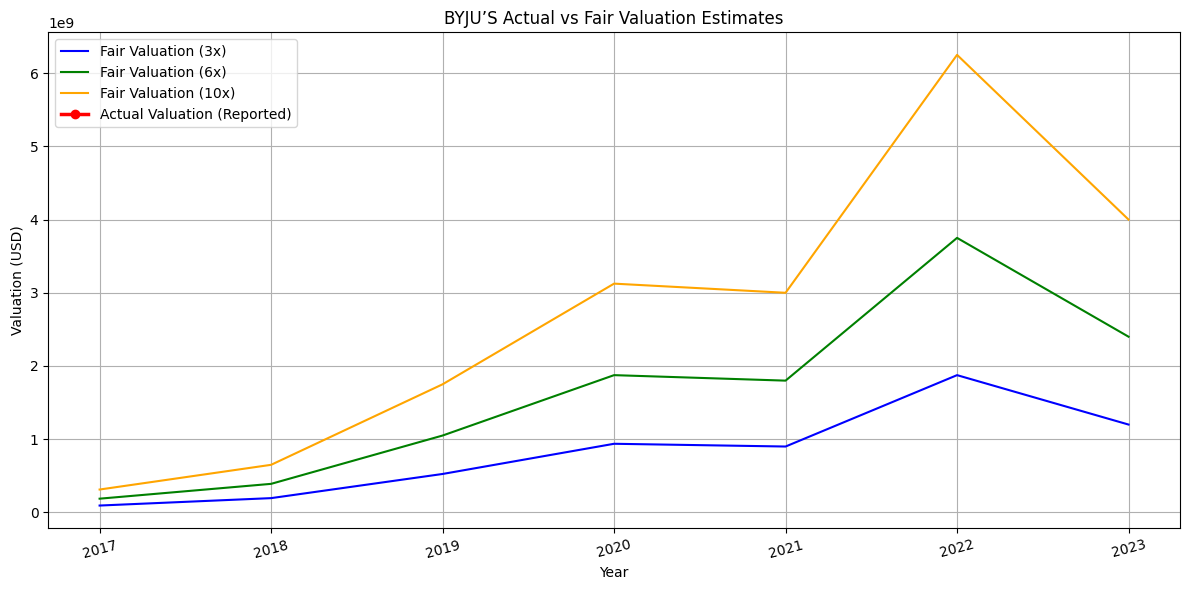 BYJU’S Actual vs Fair Valuation Estimates
1e9
Fair Valuation (3x)
Fair Valuation (6x)
Fair Valuation (10x)
Actual Valuation (Reported)
6
5
4
3
2
1
0
Valuation (USD)
2017 2018 2019 2020 2021 2022 2023
Year